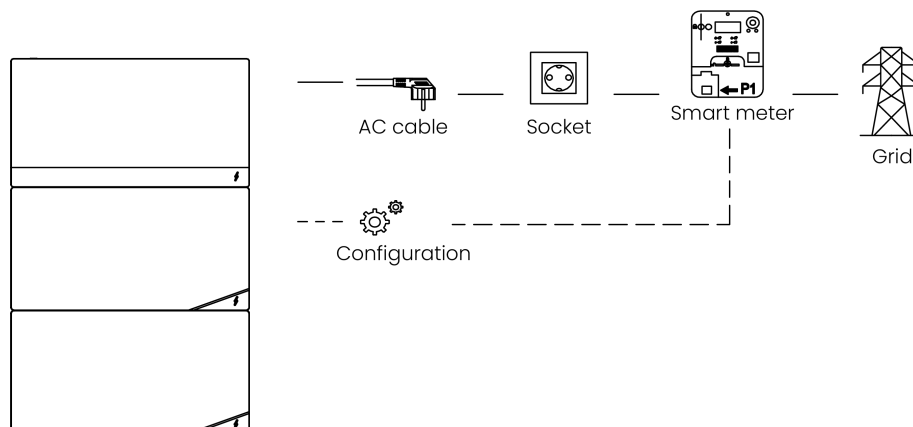 P1
AC cable
Socket
Smart meter
Grid
Configuration